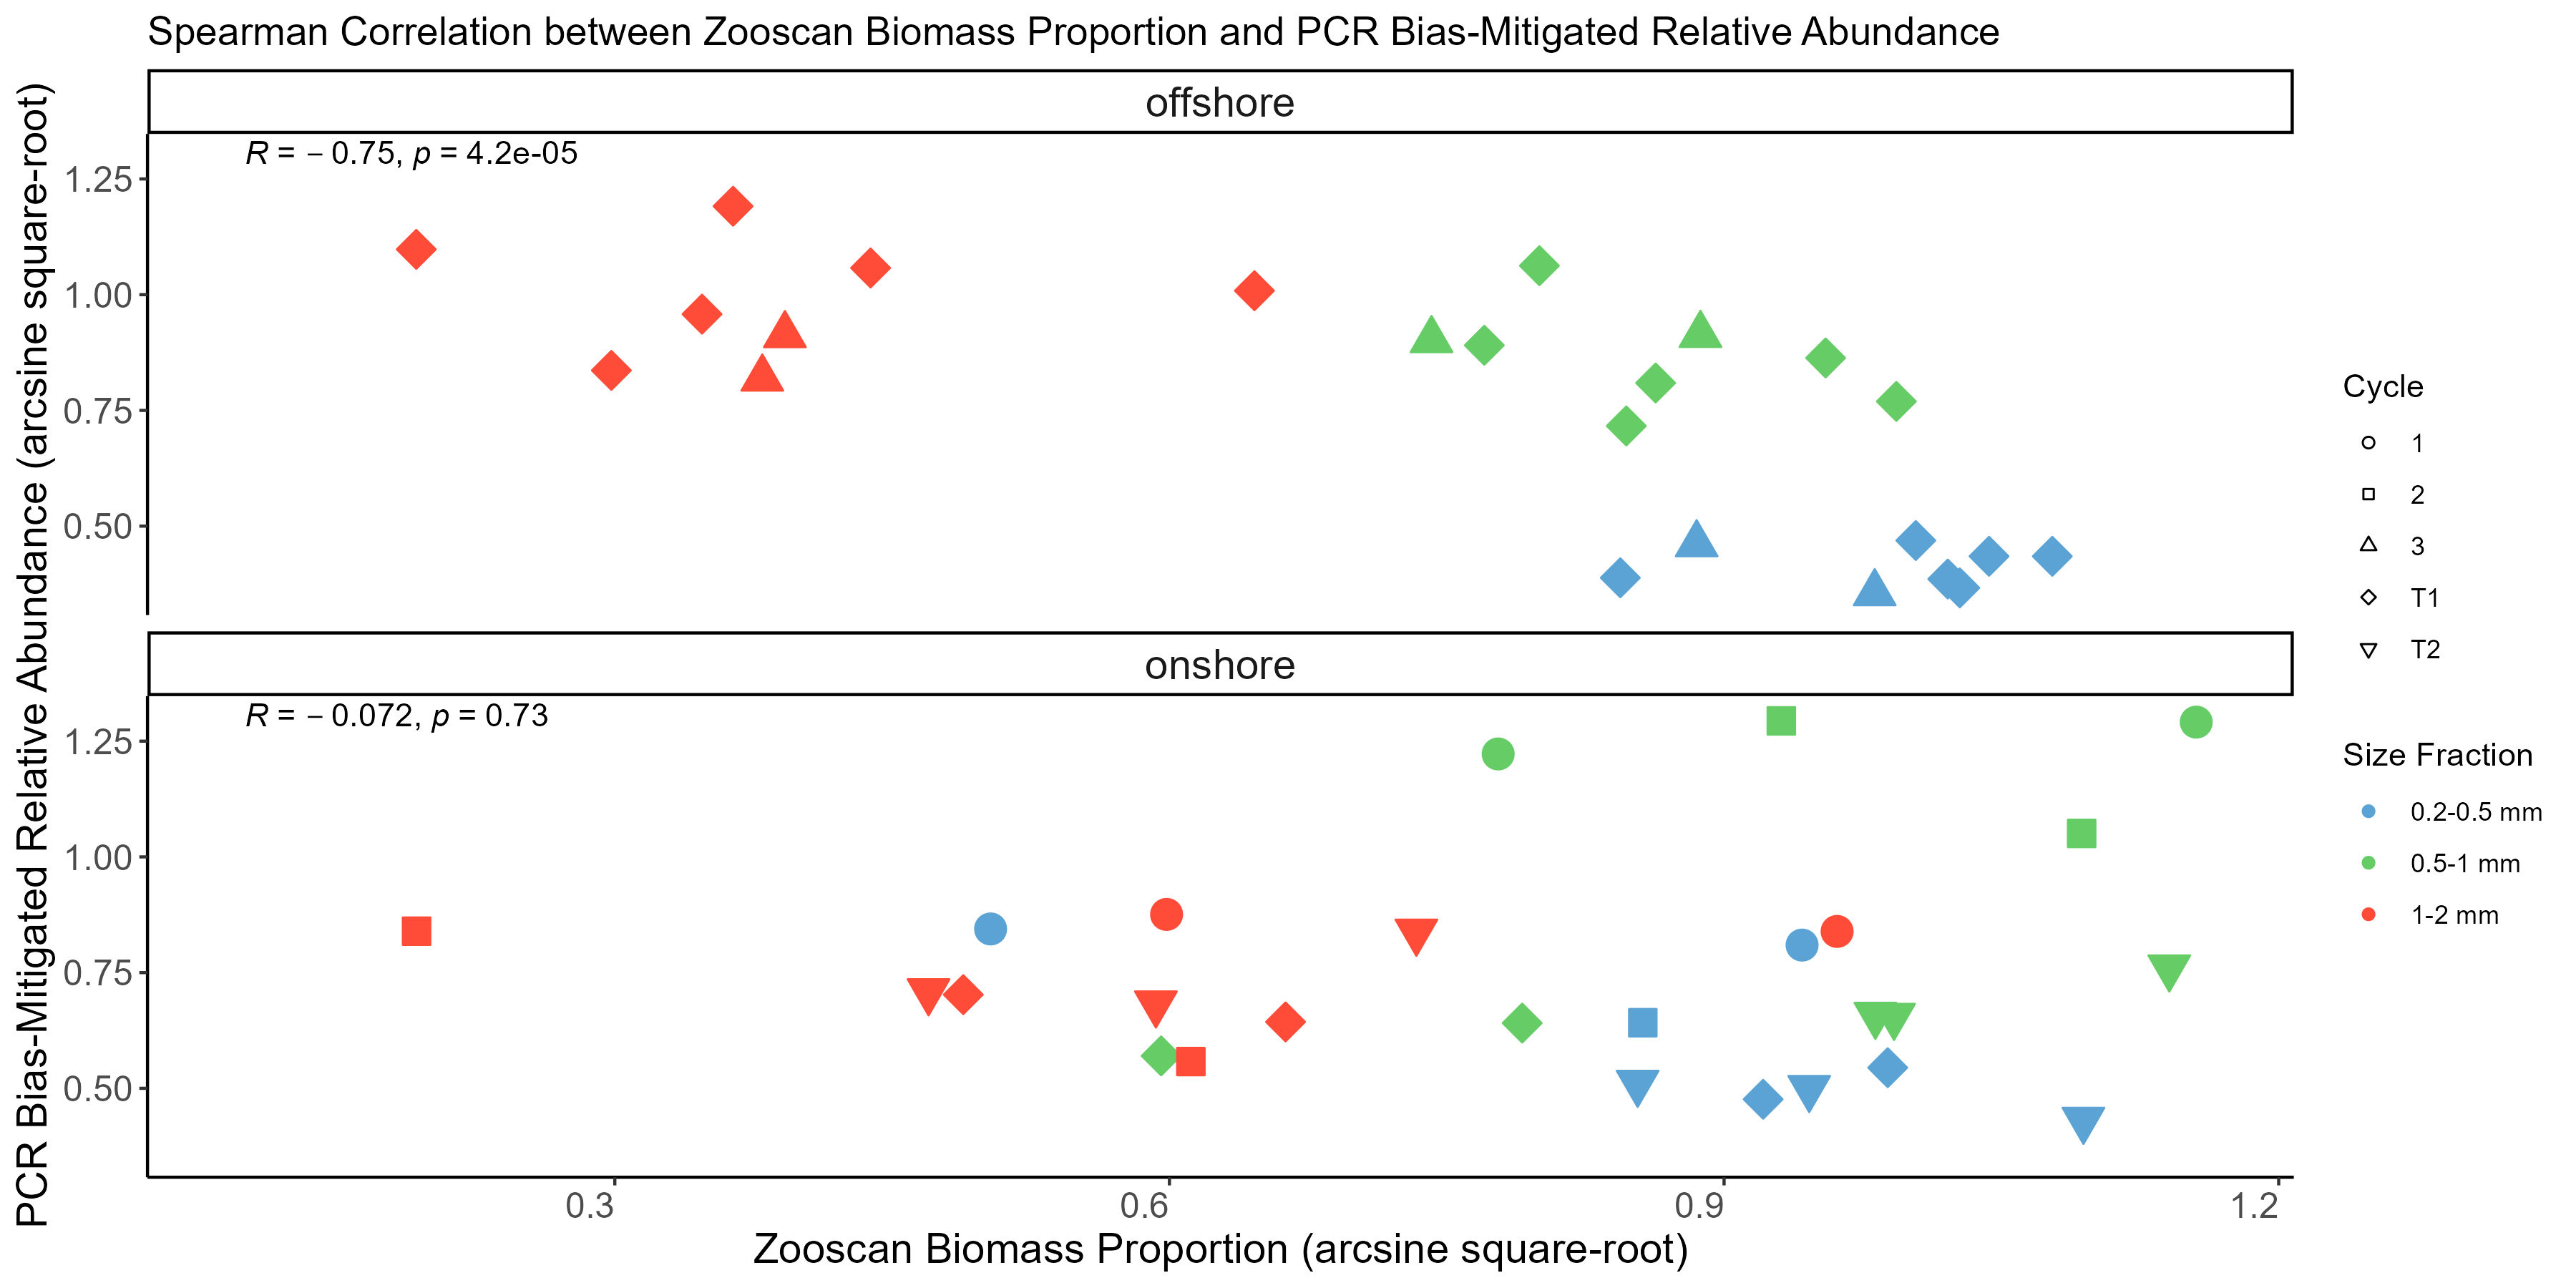 Spearman Correlation between Zooscan Biomass Proportion and PCR Bias-Mitigated Relative Abundance
PCR Bias-Mitigated Relative Abundance (arcsine square-root)
offshore
R = − 0.75, p = 4.2e-05
1.25
1.00
0.75
0.50
onshore
R = − 0.072, p = 0.73
1.25
1.00
0.75
0.50
0.3 0.6 0.9 1.2
Zooscan Biomass Proportion (arcsine square-root)
Cycle
1
2
3
T1
T2
Size Fraction
0.2-0.5 mm
0.5-1 mm
1-2 mm